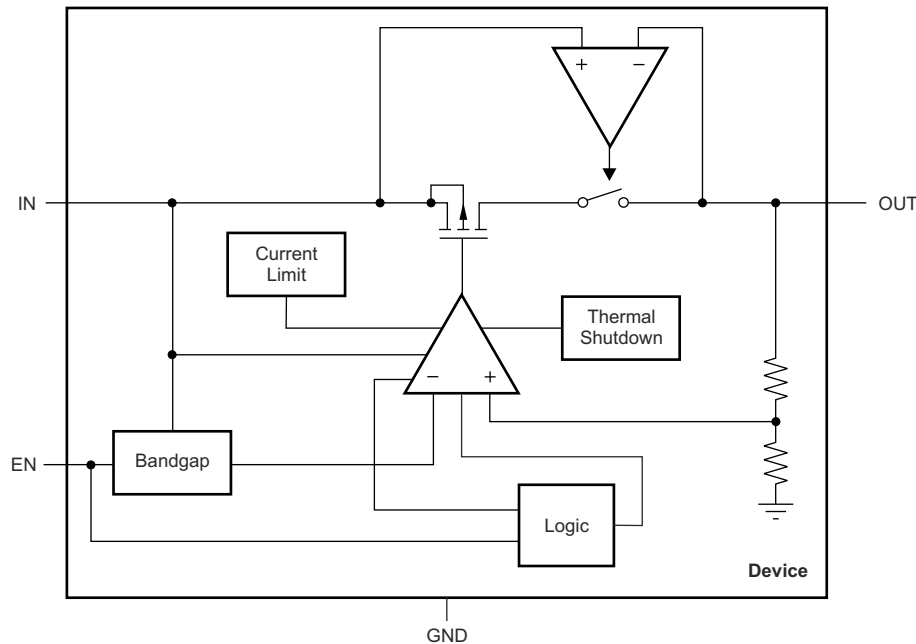 + −
IN
OUT
Current
Limit
Thermal
Shutdown
− +
EN
Bandgap
Logic
Device
GND